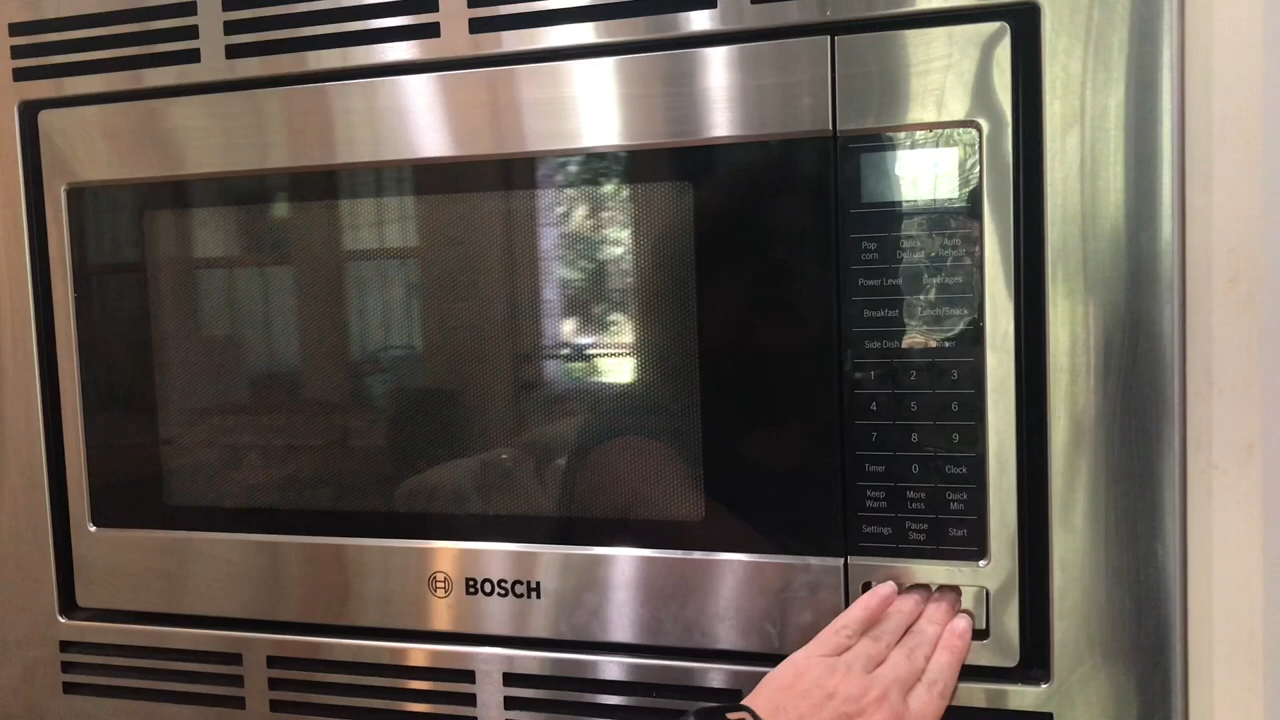 Pop-
corn
Quick
Defrost
Auto
Reheat
Power Level
Beverages
Breakfast
Lunch/Snack
Side Dish
Dinner
1 2 3
4 5 6
7 8 9
Timer 0 Clock
Keep
Warm
More
Less
Quick
Min
Settings
Pause
Stop
Start
BOSCH